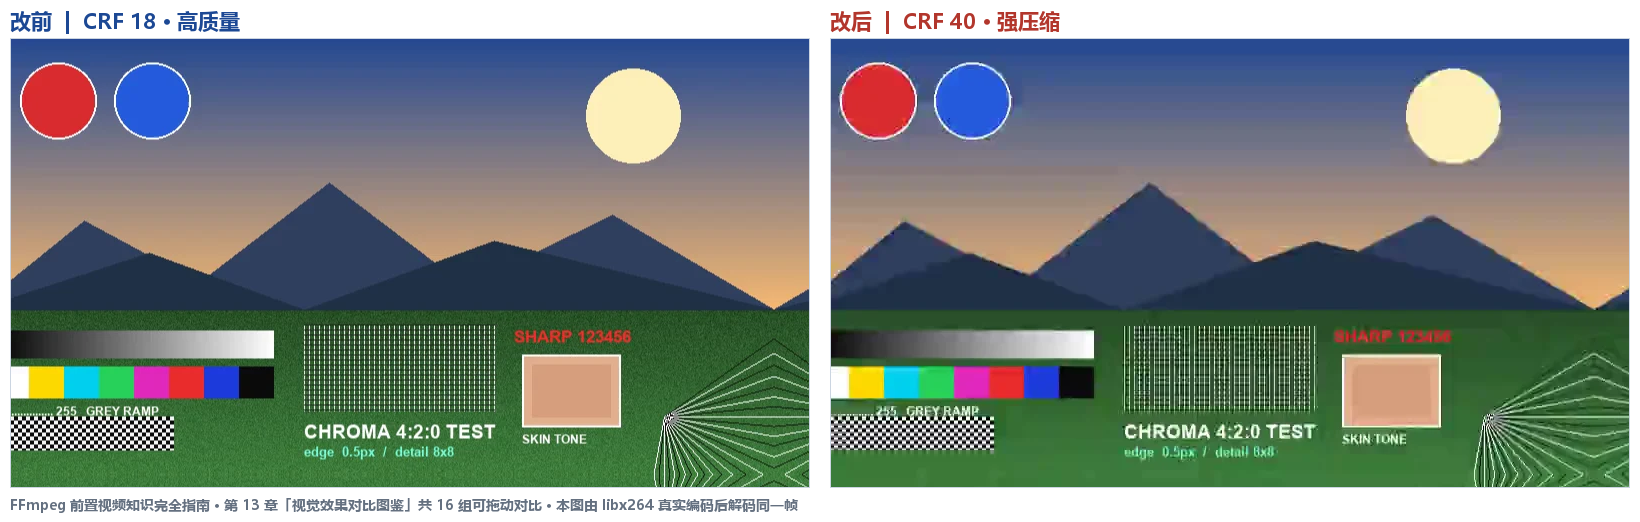 改前 | CRF 18 • 高质量
改后 | CRF 40 • 强压缩
SHARP 123456
255 GREY RAMP
CHROMA 4:2:0 TEST
edge 0.5px / detail 8x8
SKIN TONE
SHARP 123456
255 GREY RAMP
CHROMA 4:2:0 TEST
edge 0.5px / detail 8x8
SKIN TONE
FFmpeg 前置视频知识完全指南 • 第 13 章「视觉效果对比图鉴」共 16 组可拖动对比 • 本图由 libx264 真实编码后解码同一帧